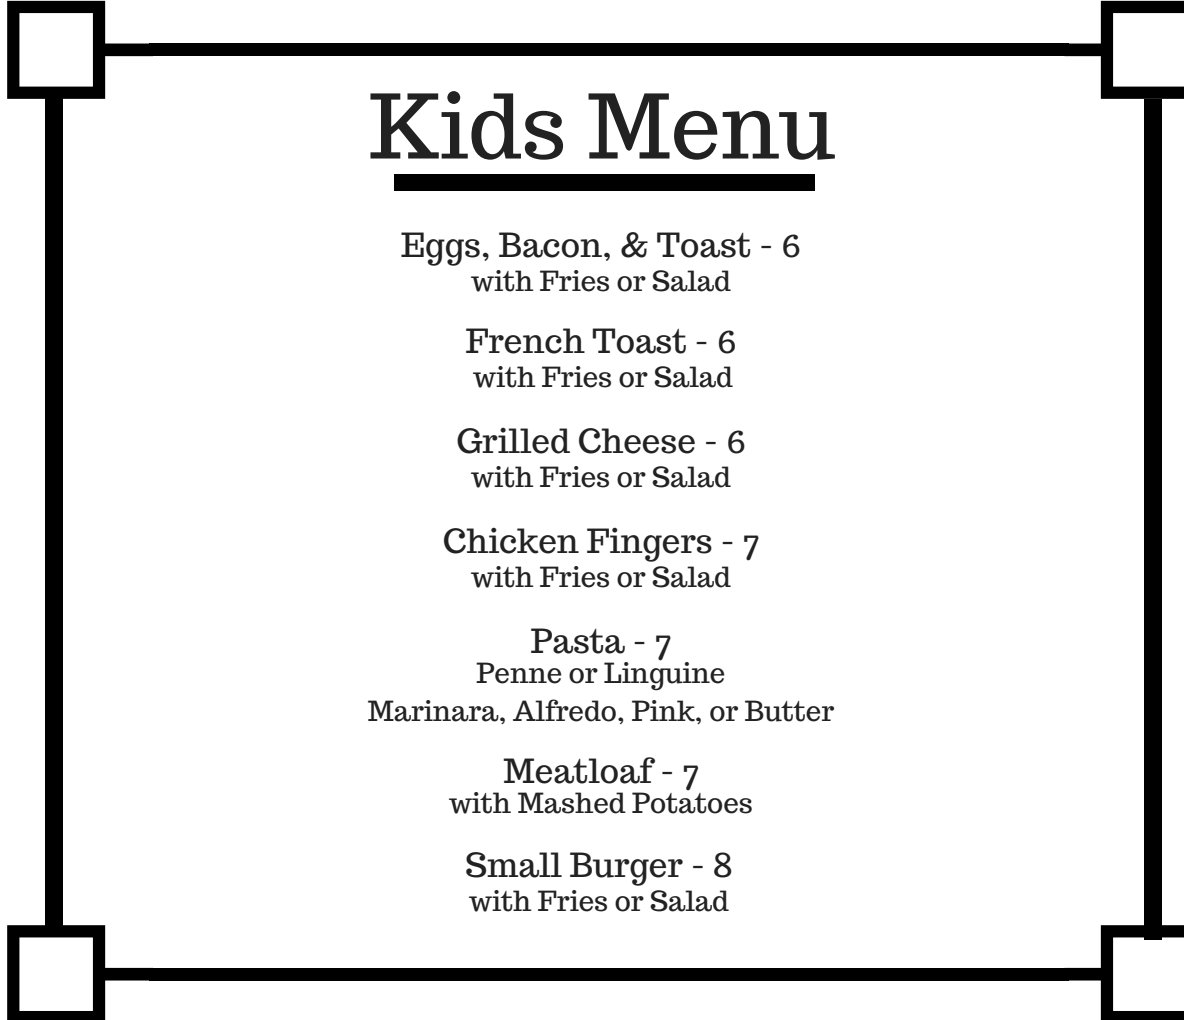 Kids Menu
Eggs, Bacon, & Toast - 6
with Fries or Salad
French Toast - 6
with Fries or Salad
Grilled Cheese - 6
with Fries or Salad
Chicken Fingers - 7
with Fries or Salad
Pasta - 7
Penne or Linguine
Marinara, Alfredo, Pink, or Butter
Meatloaf - 7
with Mashed Potatoes
Small Burger - 8
with Fries or Salad